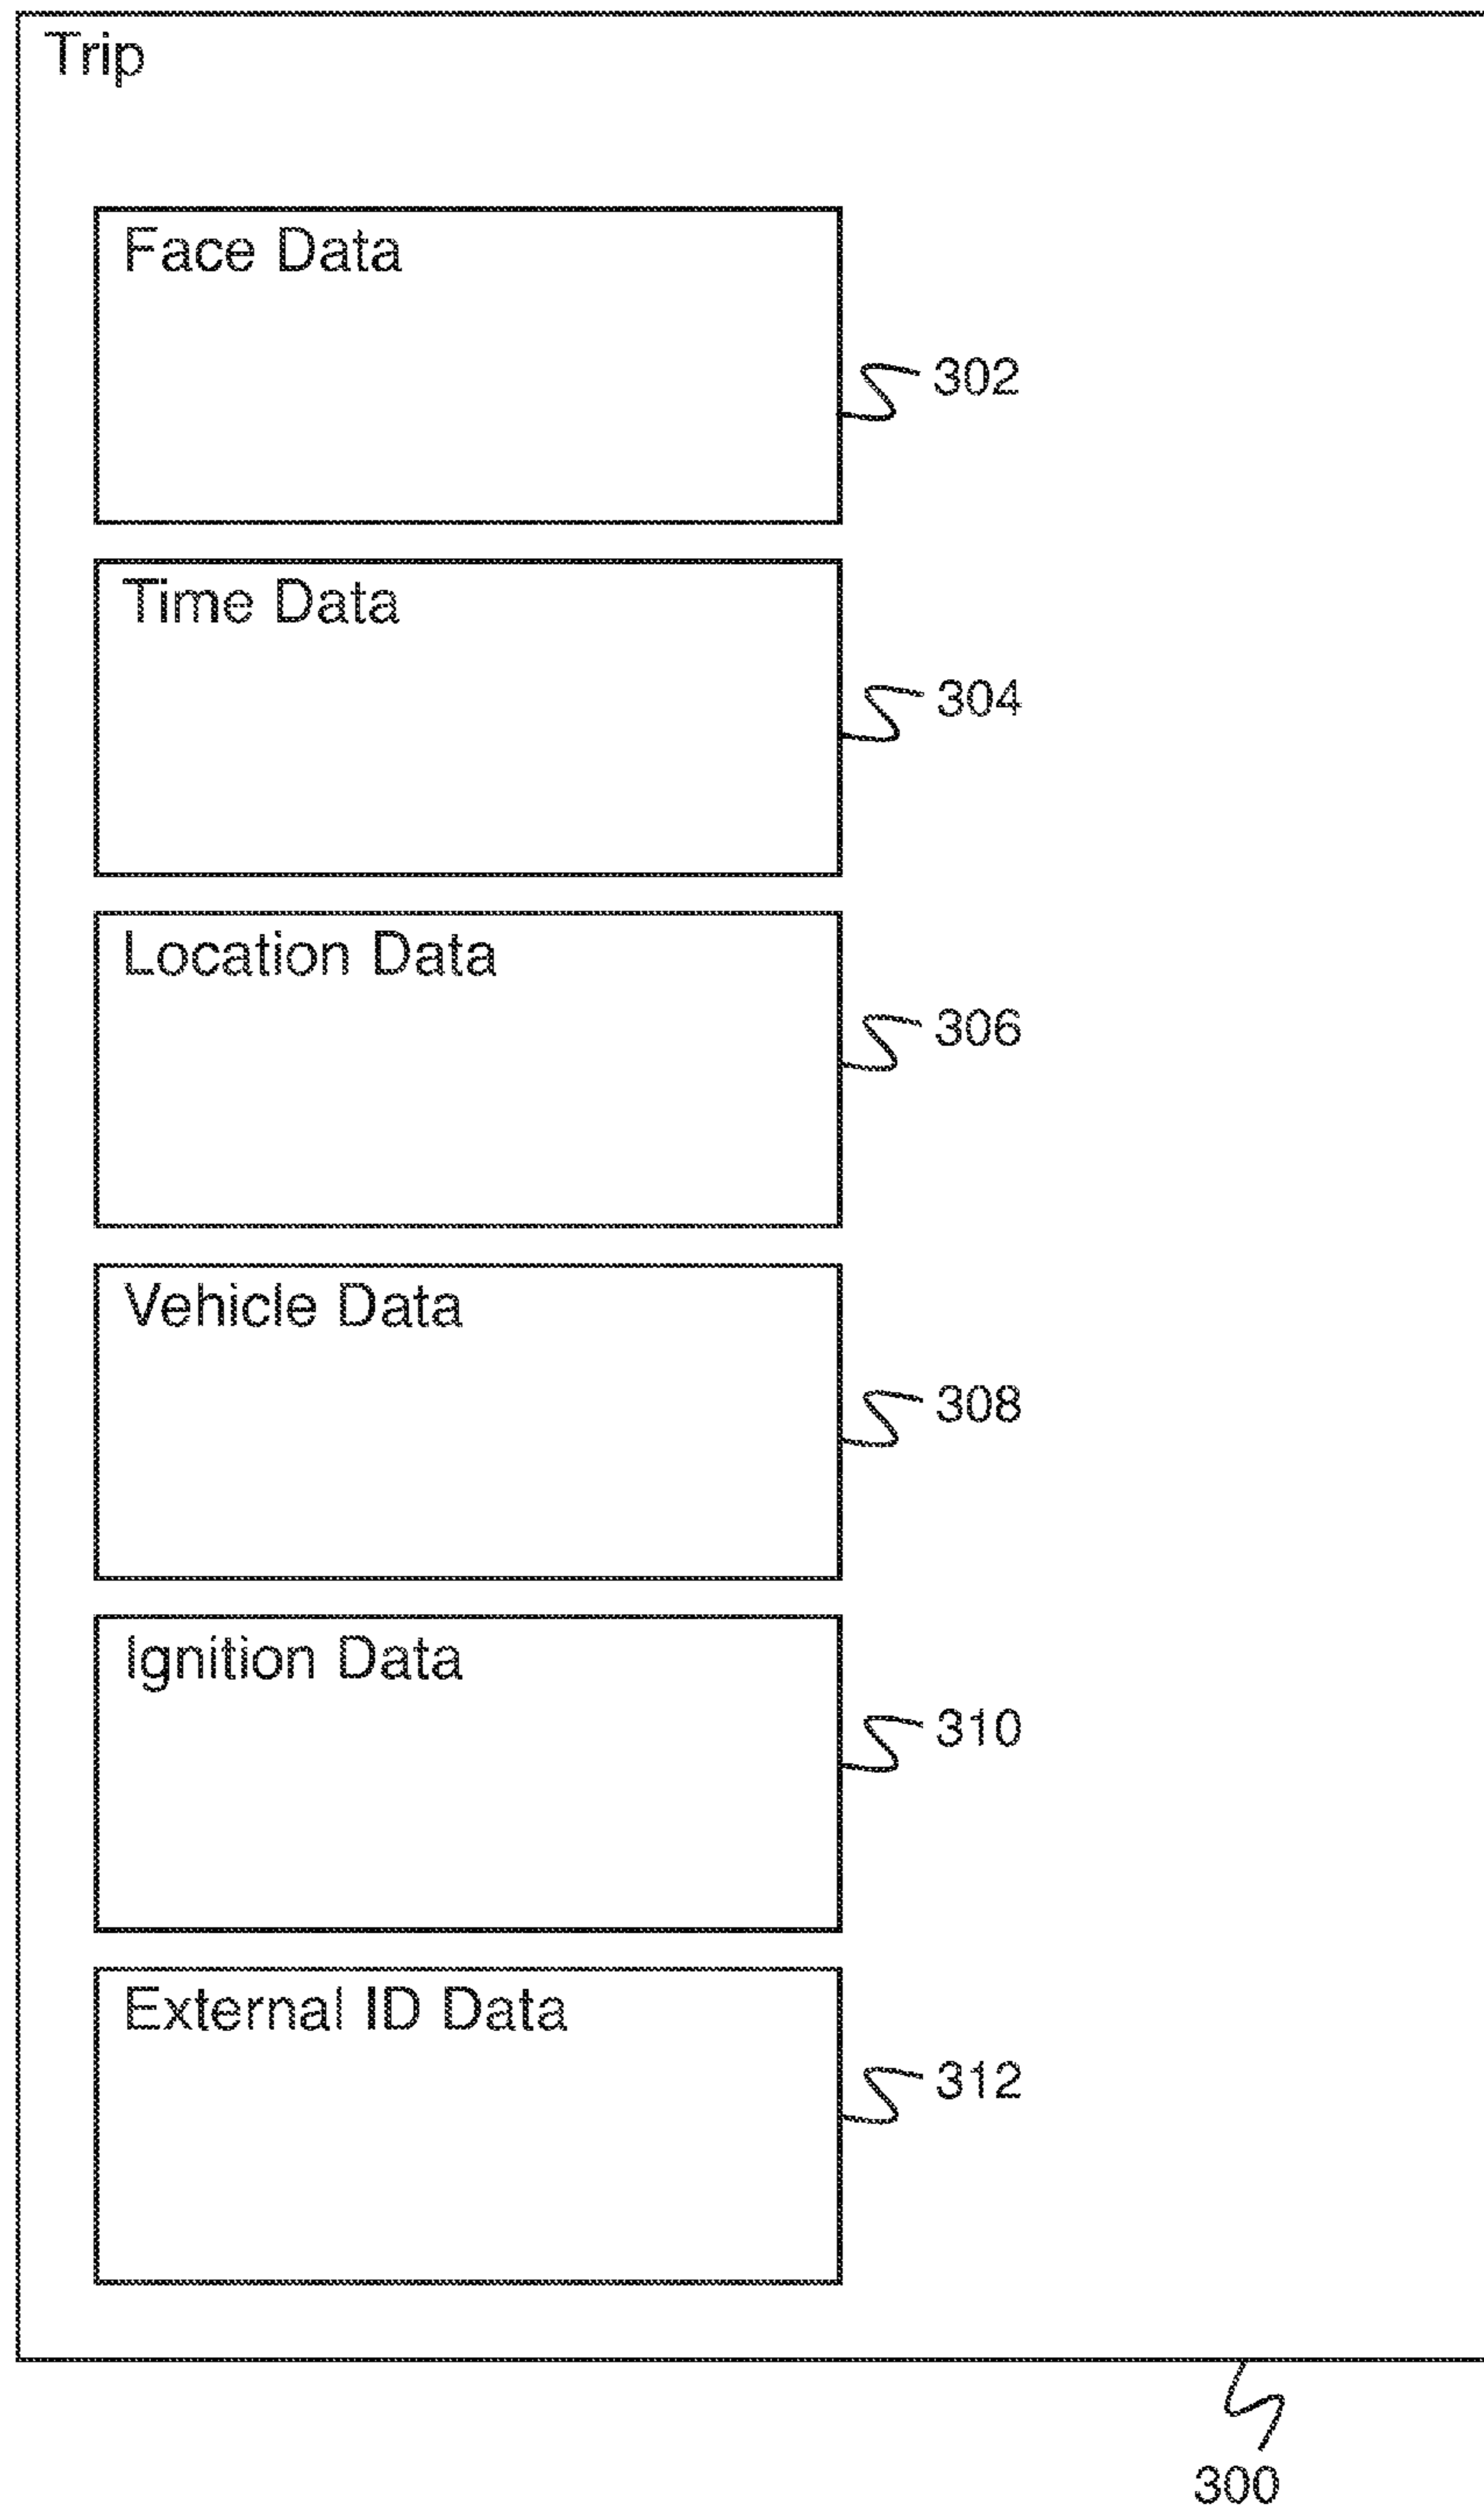 Trip
Face Data
302
Time Data
304
Location Data
306
Vehicle Data
308
Ignition Data
310
External ID Data
312
300